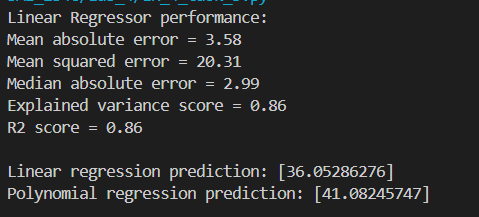 Linear Regressor performance:
Mean absolute error = 3.58
Mean squared error = 20.31
Median absolute error = 2.99
Explained variance score = 0.86
R2 score = 0.86
Linear regression prediction: [36.05286276]
Polynomial regression prediction: [41.08245747]